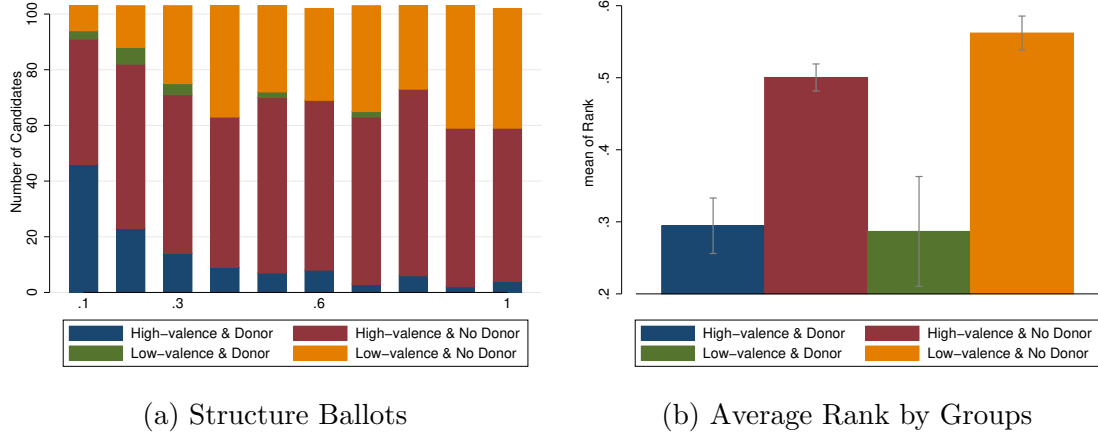 Number of Candidates
100
80
60
40
20
0
.1
.3
.6
1
High−valence & Donor
High−valence & No Donor
Low−valence & Donor
Low−valence & No Donor
(a) Structure Ballots
mean of Rank
.6
.5
.4
.3
.2
High−valence & Donor
High−valence & No Donor
Low−valence & Donor
Low−valence & No Donor
(b) Average Rank by Groups